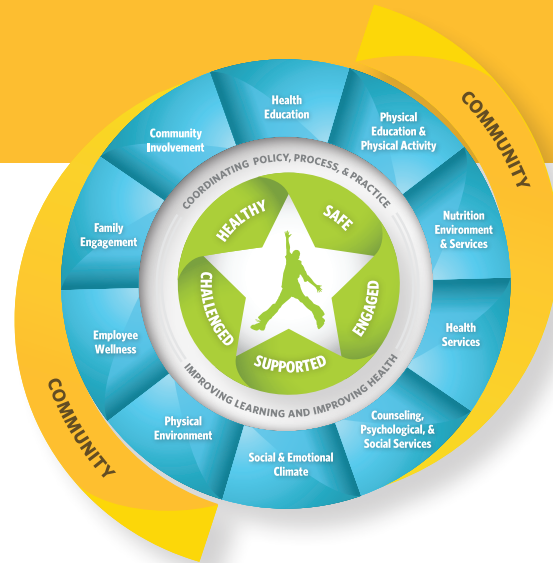 COMMUNITY
Health
Education
Physical
Education &
Physical Activity
Nutrition
Environment
& Services
Health
Services
Counseling,
Psychological, &
Social Services
Social & Emotional
Climate
Physical
Environment
Employee
Wellness
Family
Engagement
Community
Involvement
COORDINATING POLICY, PROCESS, & PRACTICE
IMPROVING LEARNING AND IMPROVING HEALTH
HEALTHY
SAFE
ENGAGED
SUPPORTED
CHALLENGED
COMMUNITY